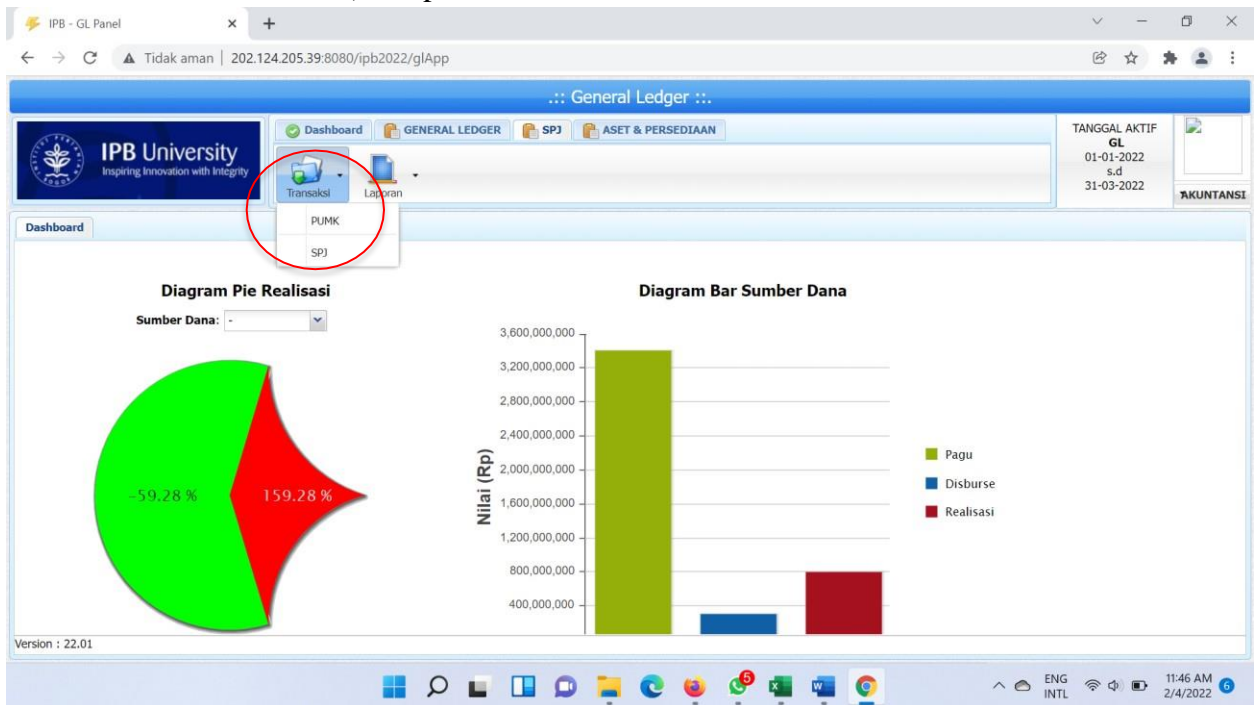 IPB - GL Panel
Tidak aman | 202.124.205.39:8080/ipb2022/glApp
.:: General Ledger ::.
IPB University
Inspiring Innovation with Integrity
Dashboard GENERAL LEDGER SPJ ASET & PERSEDIAAN
Transaksi Laporan
PUMK
SPJ
TANGGAL AKTIF
GL
01-01-2022
s.d
31-03-2022
AKUNTANSI
Dashboard
Diagram Pie Realisasi
Sumber Dana: -
-59.28 % 159.28 %
Diagram Bar Sumber Dana
Nilai (Rp)
3,600,000,000
3,200,000,000
2,800,000,000
2,400,000,000
2,000,000,000
1,600,000,000
1,200,000,000
800,000,000
400,000,000
Pagu
Disburse
Realisasi
Version : 22.01
5
ENG
INTL
11:46 AM
2/4/2022
6